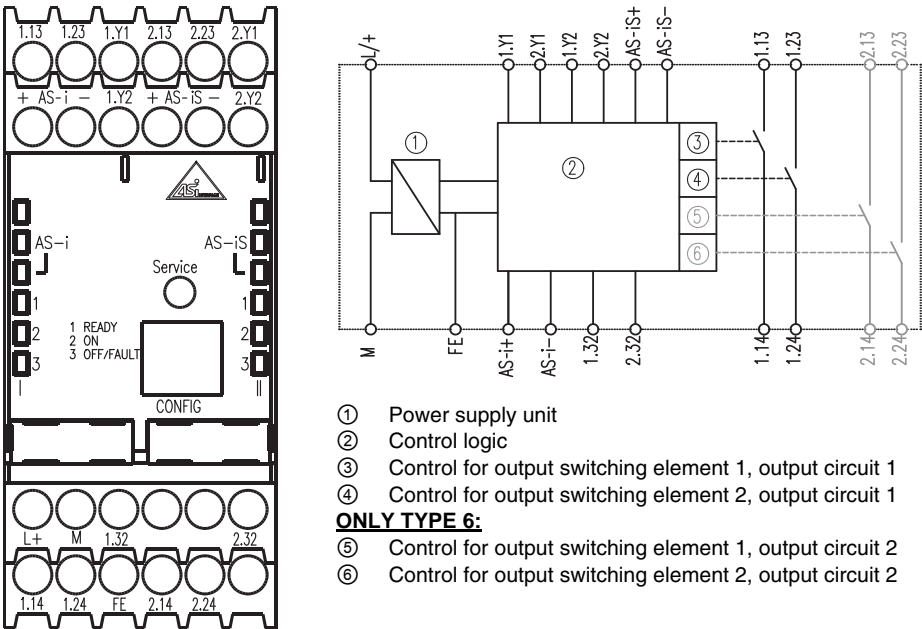 1.13 1.23 1.Y1 2.13 2.23 2.Y1
+ AS-i – 1.Y2 + AS-iS – 2.Y2
ASi
INTERFACE
AS-i AS-iS
Service
1 1
1 READY
2 2
2 ON
3 OFF/FAULT
3 3
I II
CONFIG
L+ M 1.32 2.32
1.14 1.24 FE 2.14 2.24
L/+ 1.Y1 2.Y1 1.Y2 2.Y2 AS-iS+ AS-iS- 1.13 1.23 2.13 2.23
① ② ③
④
⑤
⑥
M FE AS-i+ AS-i- 1.32 2.32 1.14 1.24 2.14 2.24
① Power supply unit
② Control logic
③ Control for output switching element 1, output circuit 1
④ Control for output switching element 2, output circuit 1
ONLY TYPE 6:
⑤ Control for output switching element 1, output circuit 2
⑥ Control for output switching element 2, output circuit 2